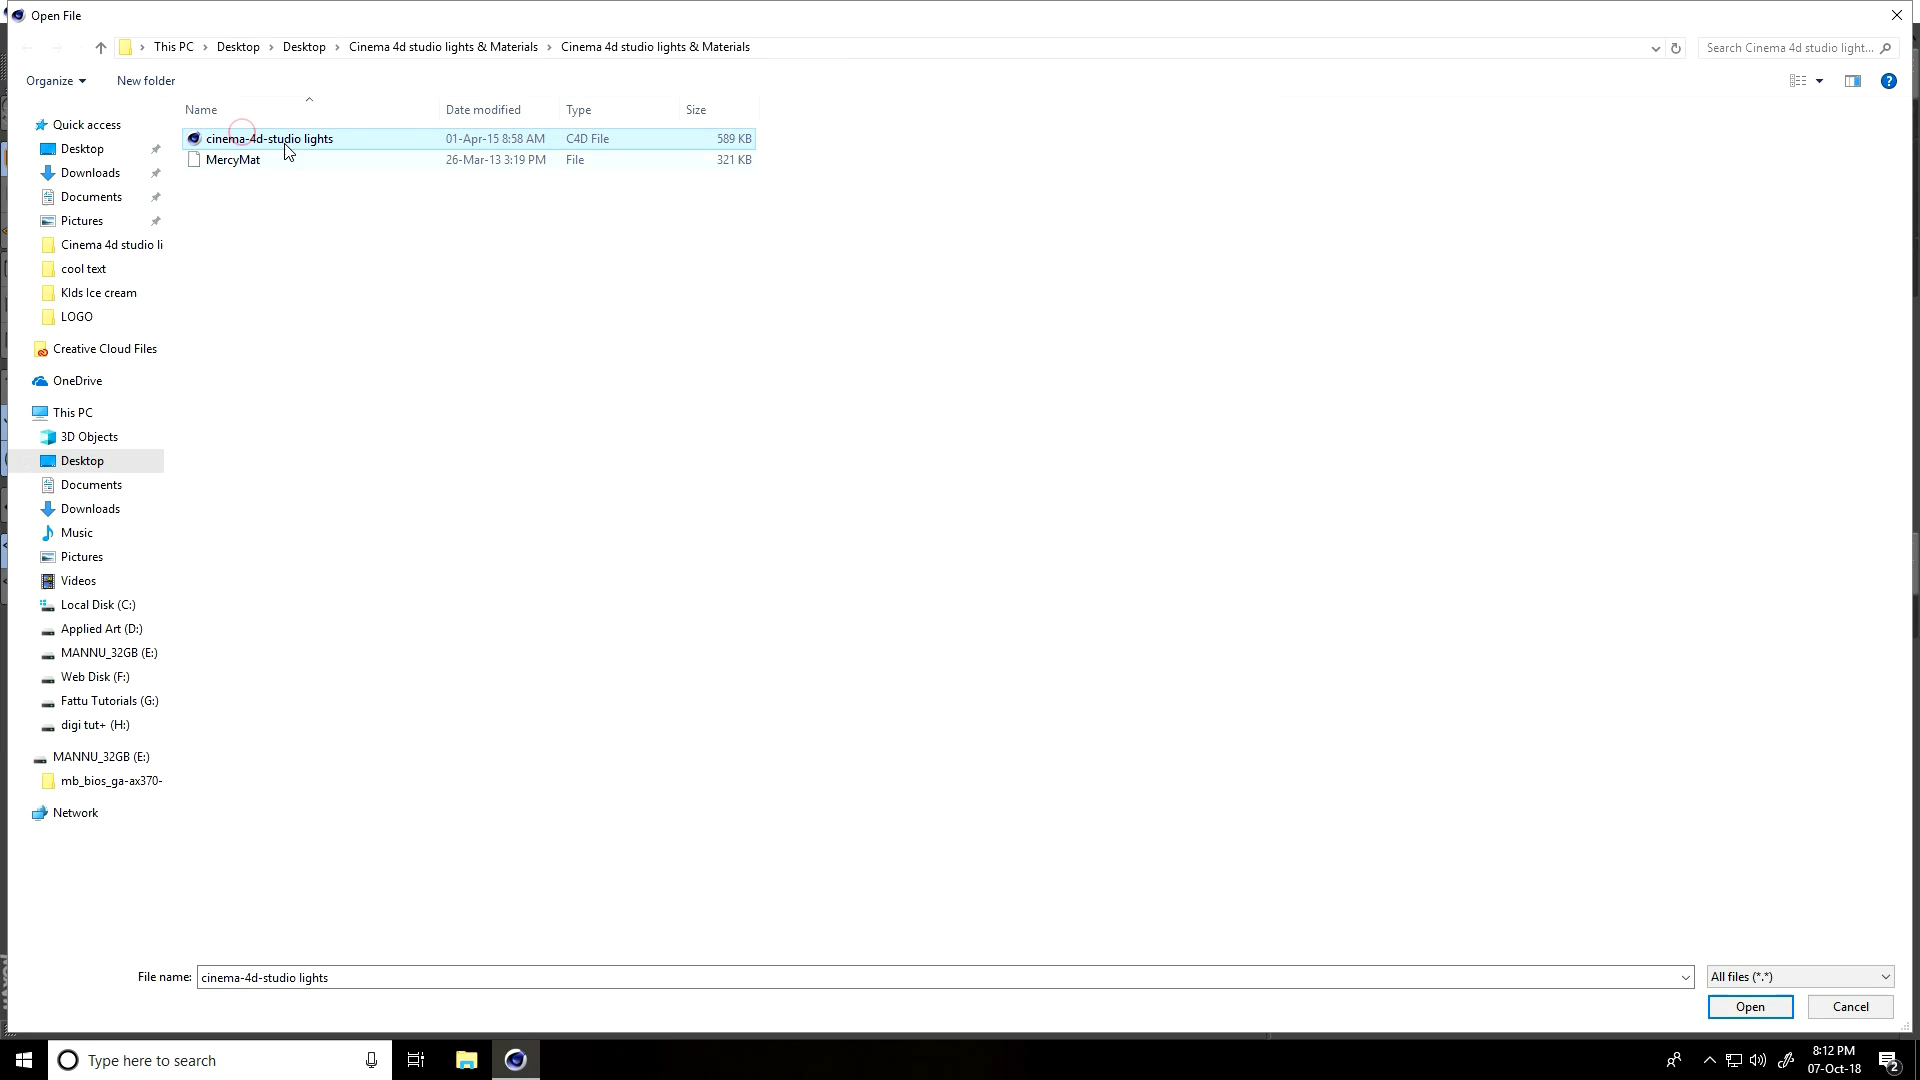 Open File
This PC > Desktop > Desktop > Cinema 4d studio lights & Materials > Cinema 4d studio lights & Materials
Search Cinema 4d studio light...
Organize
New folder
Name Date modified Type Size
cinema-4d-studio lights 01-Apr-15 8:58 AM C4D File 589 KB
MercyMat 26-Mar-13 3:19 PM File 321 KB
Quick access
Desktop
Downloads
Documents
Pictures
Cinema 4d studio li
cool text
KIds Ice cream
LOGO
Creative Cloud Files
OneDrive
This PC
3D Objects
Desktop
Documents
Downloads
Music
Pictures
Videos
Local Disk (C:)
Applied Art (D:)
MANNU_32GB (E:)
Web Disk (F:)
Fattu Tutorials (G:)
digi tut+ (H:)
MANNU_32GB (E:)
mb_bios_ga-ax370-
Network
File name: cinema-4d-studio lights
All files (*.*)
Open Cancel
Type here to search
8:12 PM
07-Oct-18
2